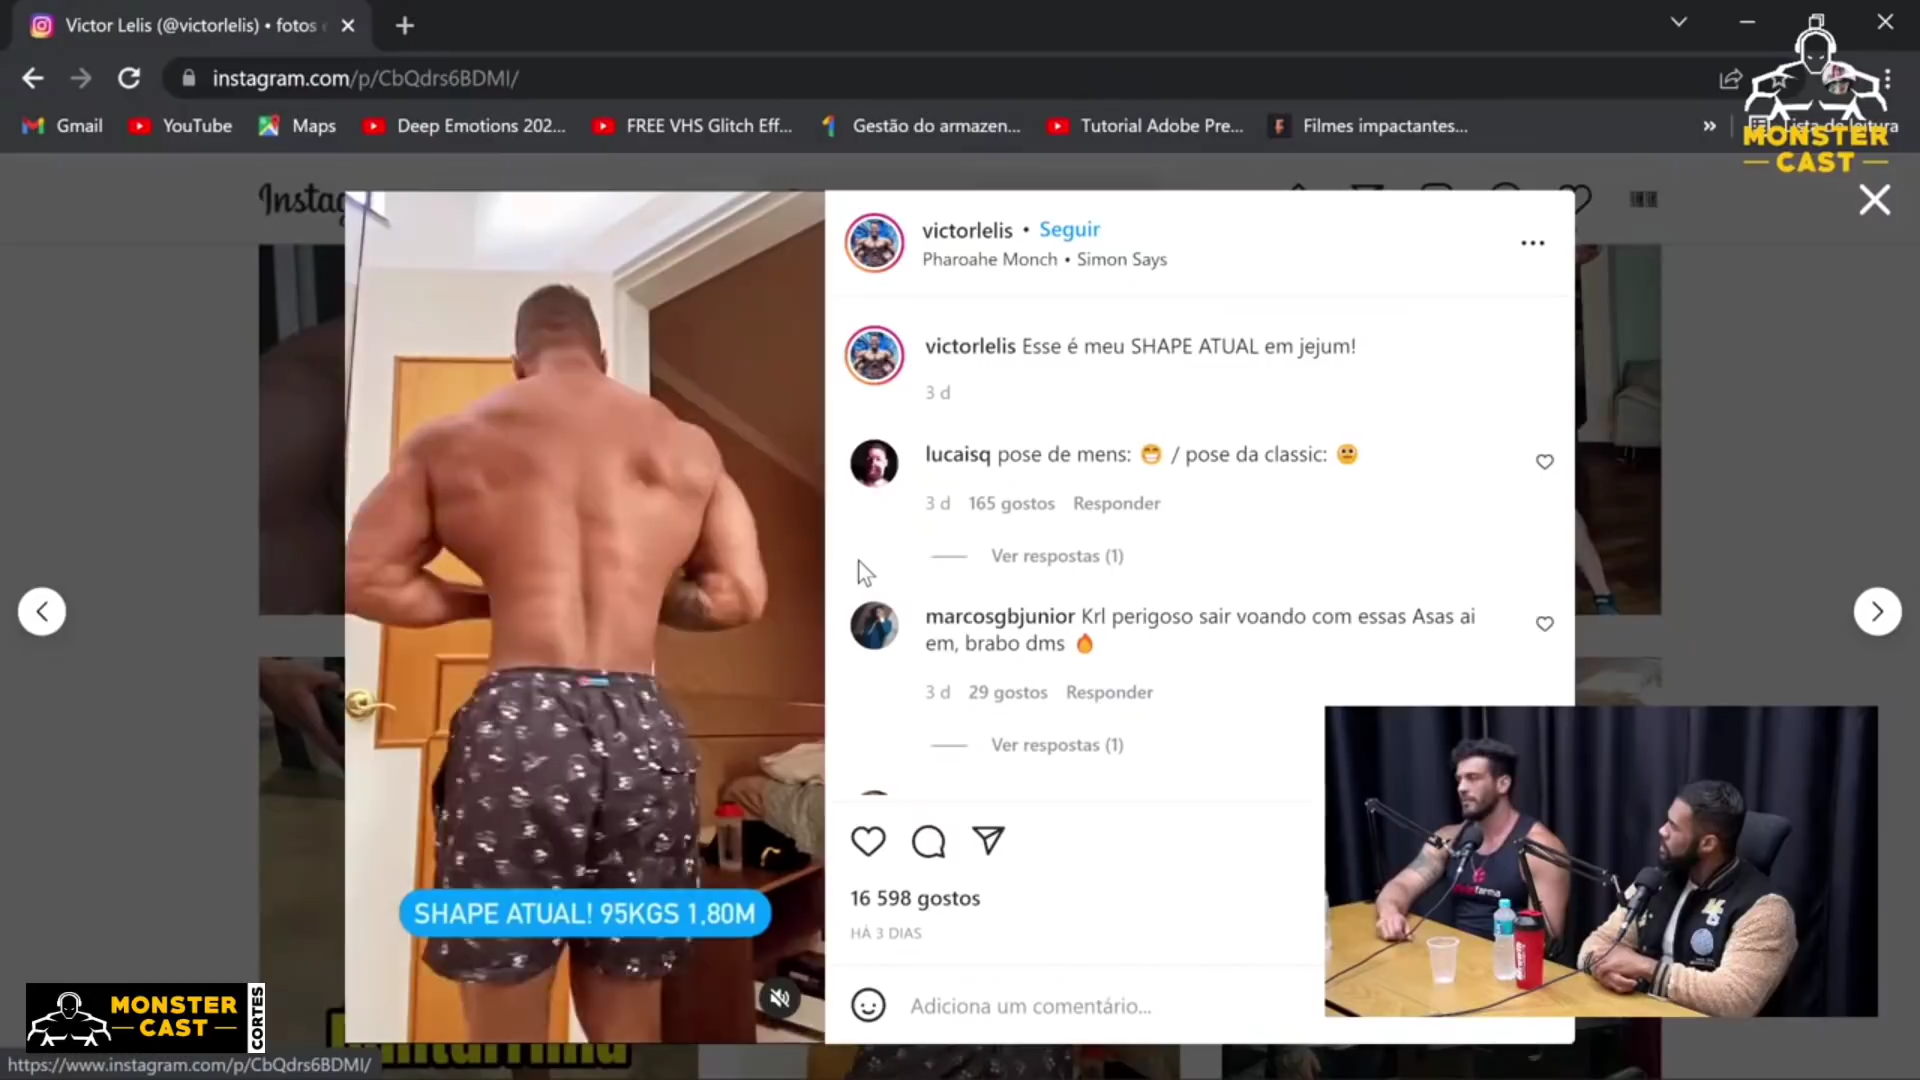 Victor Lelis (@victorlelis) • fotos
instagram.com/p/CbQdrs6BDMI/
Gmail
YouTube
Maps
Deep Emotions 202...
FREE VHS Glitch Eff...
Gestão do armazen...
Tutorial Adobe Pre...
Filmes impactantes...
»
Lista de leitura
MONSTER
CAST
Instag
victorlelis • Seguir
Pharoahe Monch • Simon Says
victorlelis Esse é meu SHAPE ATUAL em jejum!
3 d
lucaisq pose de mens: 😁 / pose da classic: 😐
3 d 165 gostos Responder
Ver respostas (1)
marcosgbjunior Krl perigoso sair voando com essas Asas ai
em, brabo dms 🔥
3 d 29 gostos Responder
Ver respostas (1)
16 598 gostos
HÁ 3 DIAS
Adiciona um comentário...
SHAPE ATUAL! 95KGS 1,80M
MONSTER
CAST
CORTES
https://www.instagram.com/p/CbQdrs6BDMI/